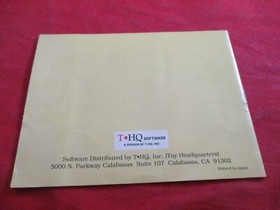 T•HQ SOFTWARE
A DIVISION OF T•HQ, INC.
Software Distributed by T•HQ, Inc. (Toy Headquarters)
5000 N. Parkway Calabasas Suite 107 Calabasas, CA 91302
Printed in Japan